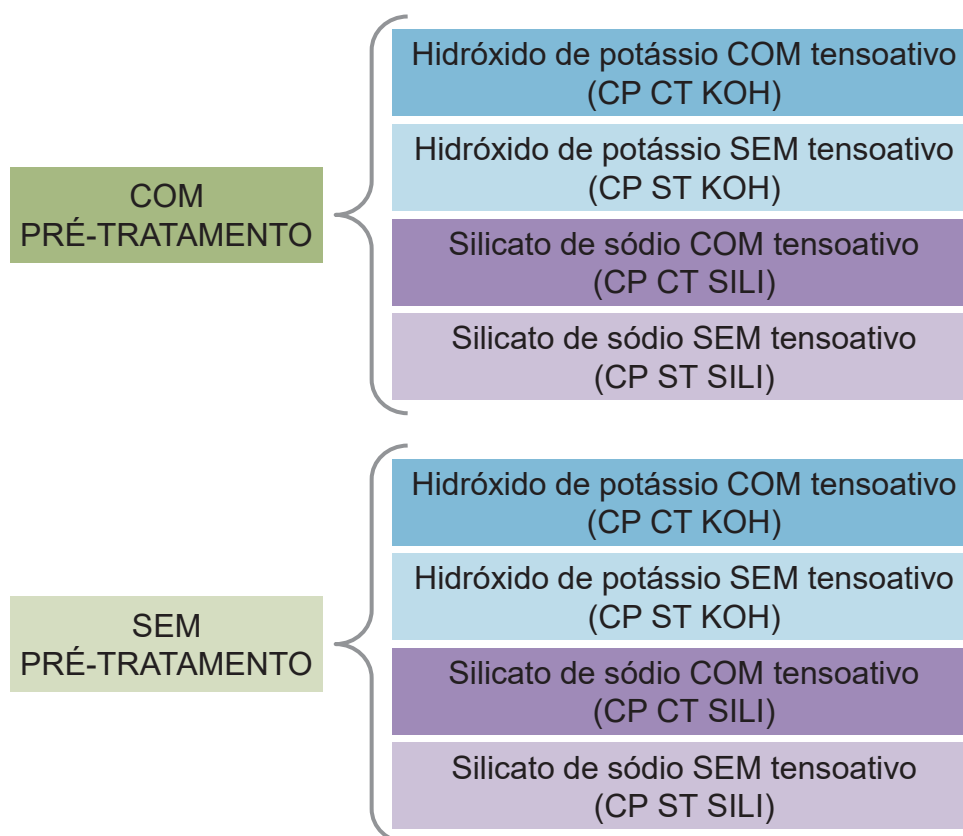 COM
PRÉ-TRATAMENTO
Hidróxido de potássio COM tensoativo
(CP CT KOH)
Hidróxido de potássio SEM tensoativo
(CP ST KOH)
Silicato de sódio COM tensoativo
(CP CT SILI)
Silicato de sódio SEM tensoativo
(CP ST SILI)
SEM
PRÉ-TRATAMENTO
Hidróxido de potássio COM tensoativo
(CP CT KOH)
Hidróxido de potássio SEM tensoativo
(CP ST KOH)
Silicato de sódio COM tensoativo
(CP CT SILI)
Silicato de sódio SEM tensoativo
(CP ST SILI)